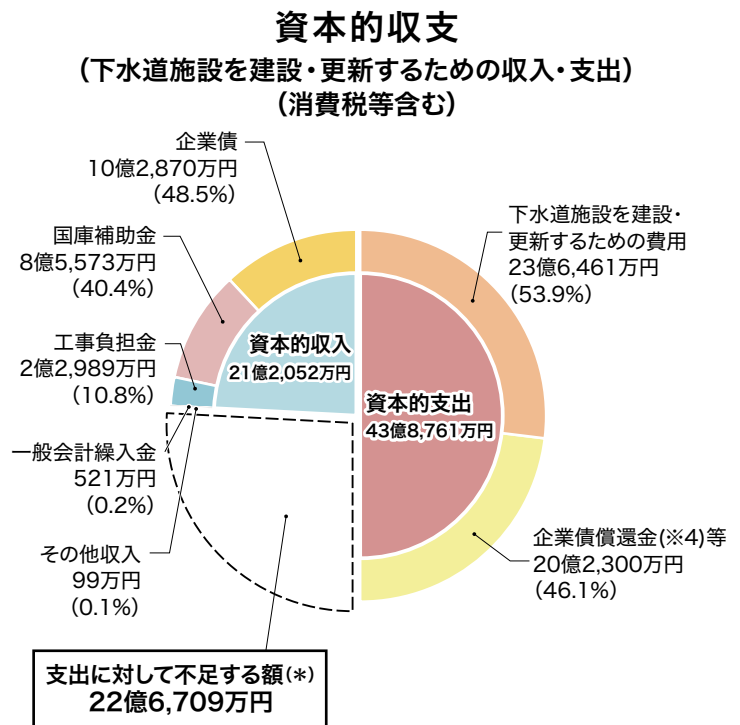 資本的収支
（下水道施設を建設・更新するための収入・支出）
（消費税等含む）
企業債
10億2,870万円
（48.5%）
国庫補助金
8億5,573万円
（40.4%）
工事負担金
2億2,989万円
（10.8%）
一般会計繰入金
521万円
（0.2%）
その他収入
99万円
（0.1%）
資本的収入
21億2,052万円
資本的支出
43億8,761万円
下水道施設を建設・
更新するための費用
23億6,461万円
（53.9%）
企業債償還金(※4)等
20億2,300万円
（46.1%）
支出に対して不足する額(＊)
22億6,709万円